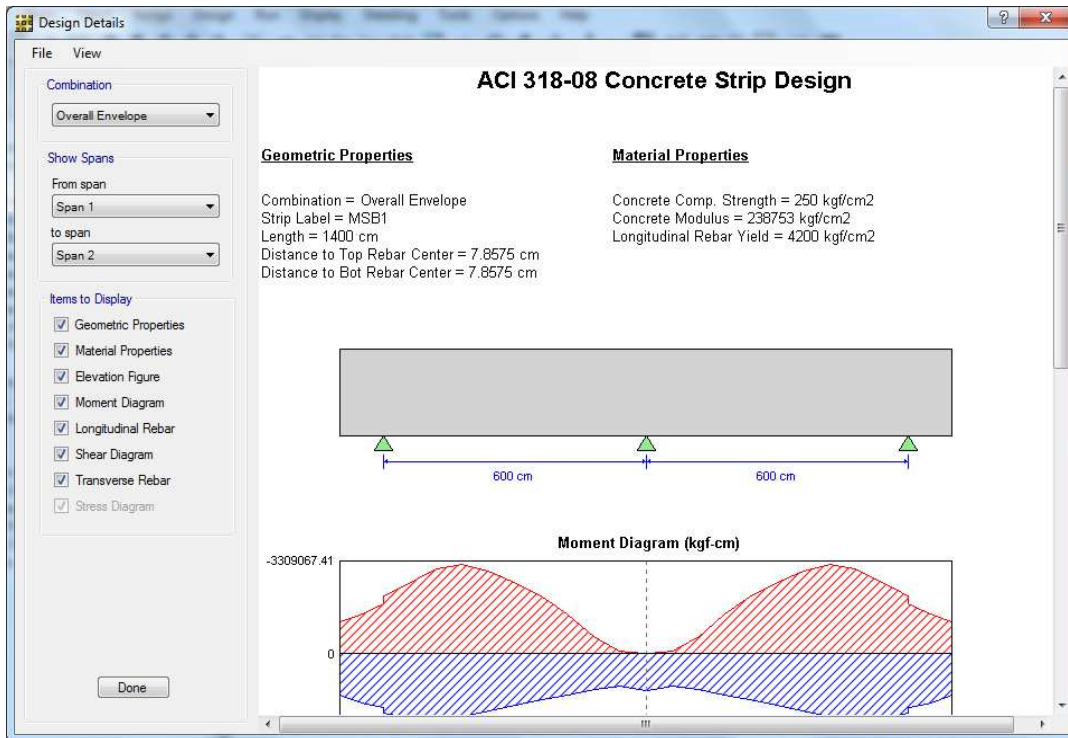 Design Details
File View
Combination
Overall Envelope
Show Spans
From span
Span 1
to span
Span 2
Items to Display
Geometric Properties
Material Properties
Elevation Figure
Moment Diagram
Longitudinal Rebar
Shear Diagram
Transverse Rebar
Stress Diagram
Done
ACI 318-08 Concrete Strip Design
Geometric Properties
Combination = Overall Envelope
Strip Label = MSB1
Length = 1400 cm
Distance to Top Rebar Center = 7.8575 cm
Distance to Bot Rebar Center = 7.8575 cm
Material Properties
Concrete Comp. Strength = 250 kgf/cm2
Concrete Modulus = 238753 kgf/cm2
Longitudinal Rebar Yield = 4200 kgf/cm2
600 cm
600 cm
Moment Diagram (kgf-cm)
-3309067.41
0